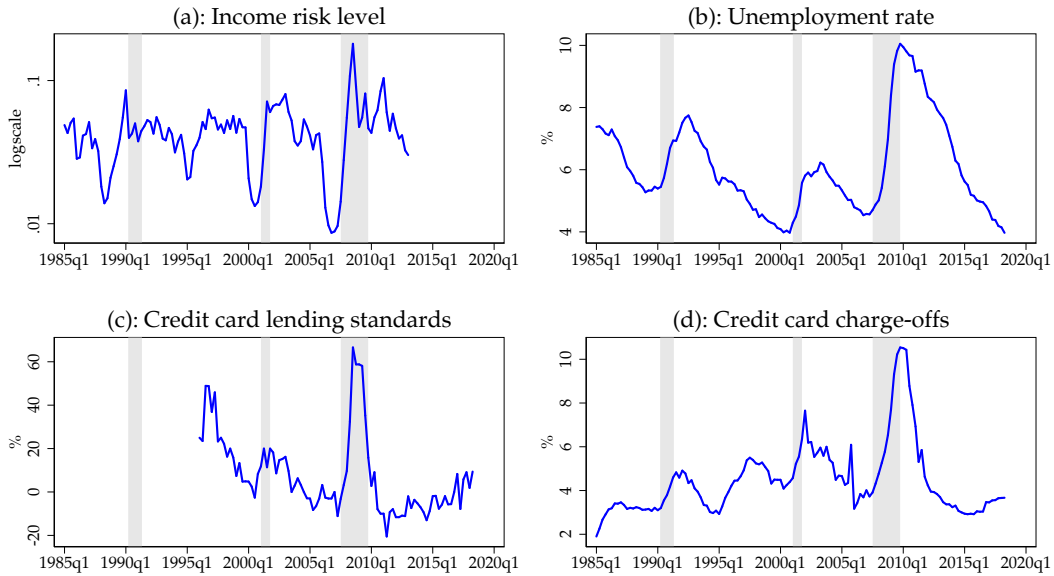 (a): Income risk level
logscale
.1
.01
1985q1 1990q1 1995q1 2000q1 2005q1 2010q1 2015q1 2020q1
(b): Unemployment rate
%
10
8
6
4
1985q1 1990q1 1995q1 2000q1 2005q1 2010q1 2015q1 2020q1
(c): Credit card lending standards
%
60
40
20
0
-20
1985q1 1990q1 1995q1 2000q1 2005q1 2010q1 2015q1 2020q1
(d): Credit card charge-offs
%
10
8
6
4
2
1985q1 1990q1 1995q1 2000q1 2005q1 2010q1 2015q1 2020q1